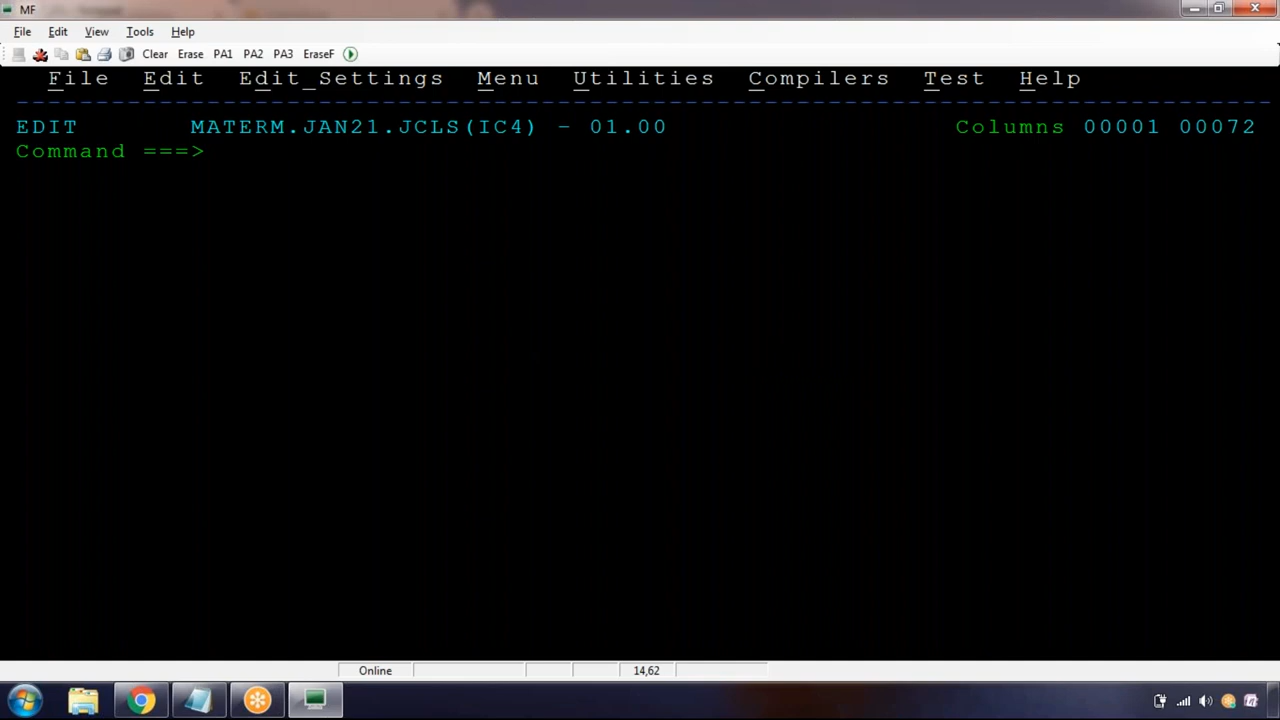 MF
File Edit View Tools Help
Clear Erase PA1 PA2 PA3 EraseF
File Edit Edit_Settings Menu Utilities Compilers Test Help
EDIT MATERM.JAN21.JCLS(IC4) - 01.00 Columns 00001 00072
Command ===>
Online 14,62